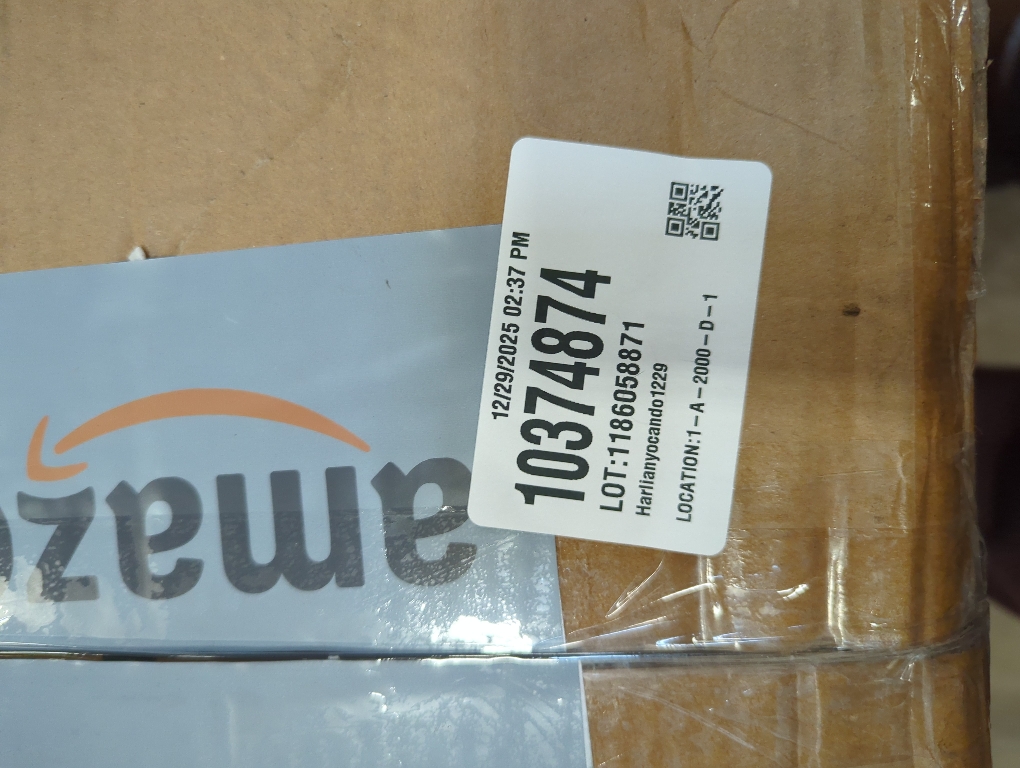 12/29/2025 02:37 PM
10374874
LOT:1186058871
Harlianyocando1229
LOCATION:1-A-2000-D-1
amazo